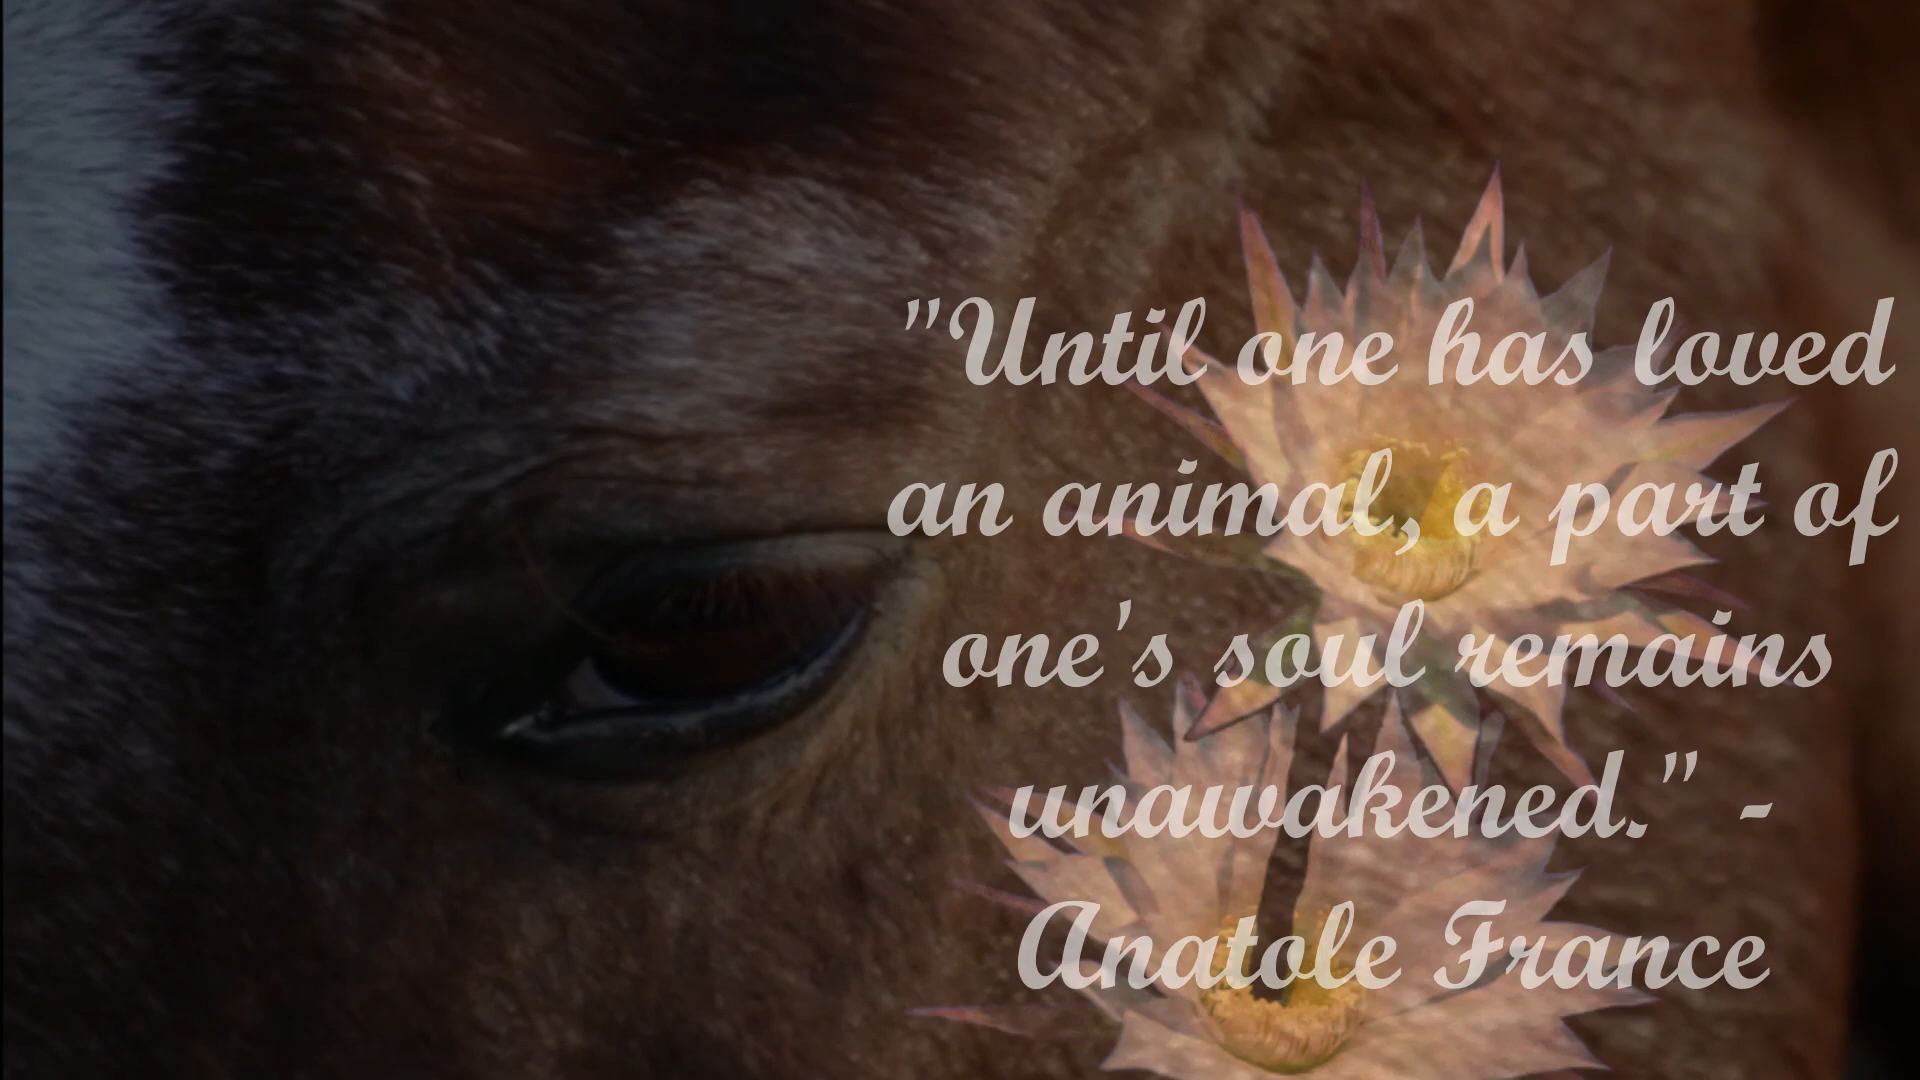 "Until one has loved
an animal, a part of
one's soul remains
unawakened." -
Anatole France